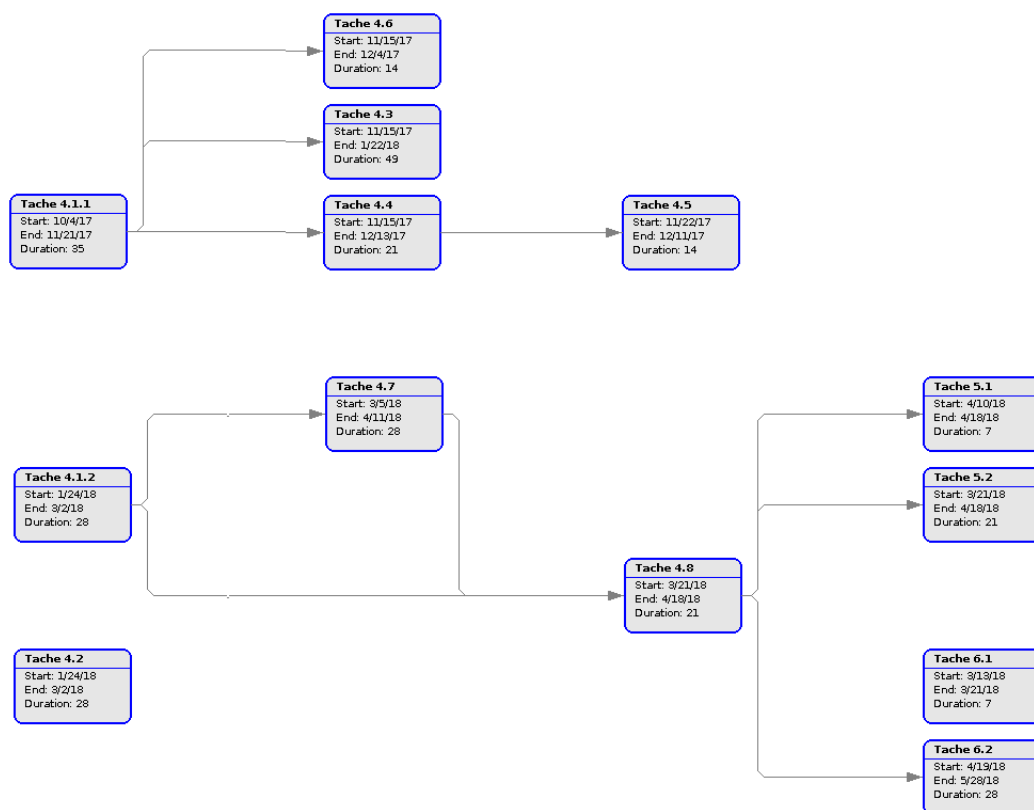 Tache 4.6
Start: 11/15/17
End: 12/4/17
Duration: 14
Tache 4.3
Start: 11/15/17
End: 1/22/18
Duration: 49
Tache 4.1.1
Start: 10/4/17
End: 11/21/17
Duration: 35
Tache 4.4
Start: 11/15/17
End: 12/13/17
Duration: 21
Tache 4.5
Start: 11/22/17
End: 12/11/17
Duration: 14
Tache 4.7
Start: 3/5/18
End: 4/11/18
Duration: 28
Tache 5.1
Start: 4/10/18
End: 4/18/18
Duration: 7
Tache 4.1.2
Start: 1/24/18
End: 3/2/18
Duration: 28
Tache 5.2
Start: 3/21/18
End: 4/18/18
Duration: 21
Tache 4.8
Start: 3/21/18
End: 4/18/18
Duration: 21
Tache 4.2
Start: 1/24/18
End: 3/2/18
Duration: 28
Tache 6.1
Start: 3/13/18
End: 3/21/18
Duration: 7
Tache 6.2
Start: 4/19/18
End: 5/28/18
Duration: 28